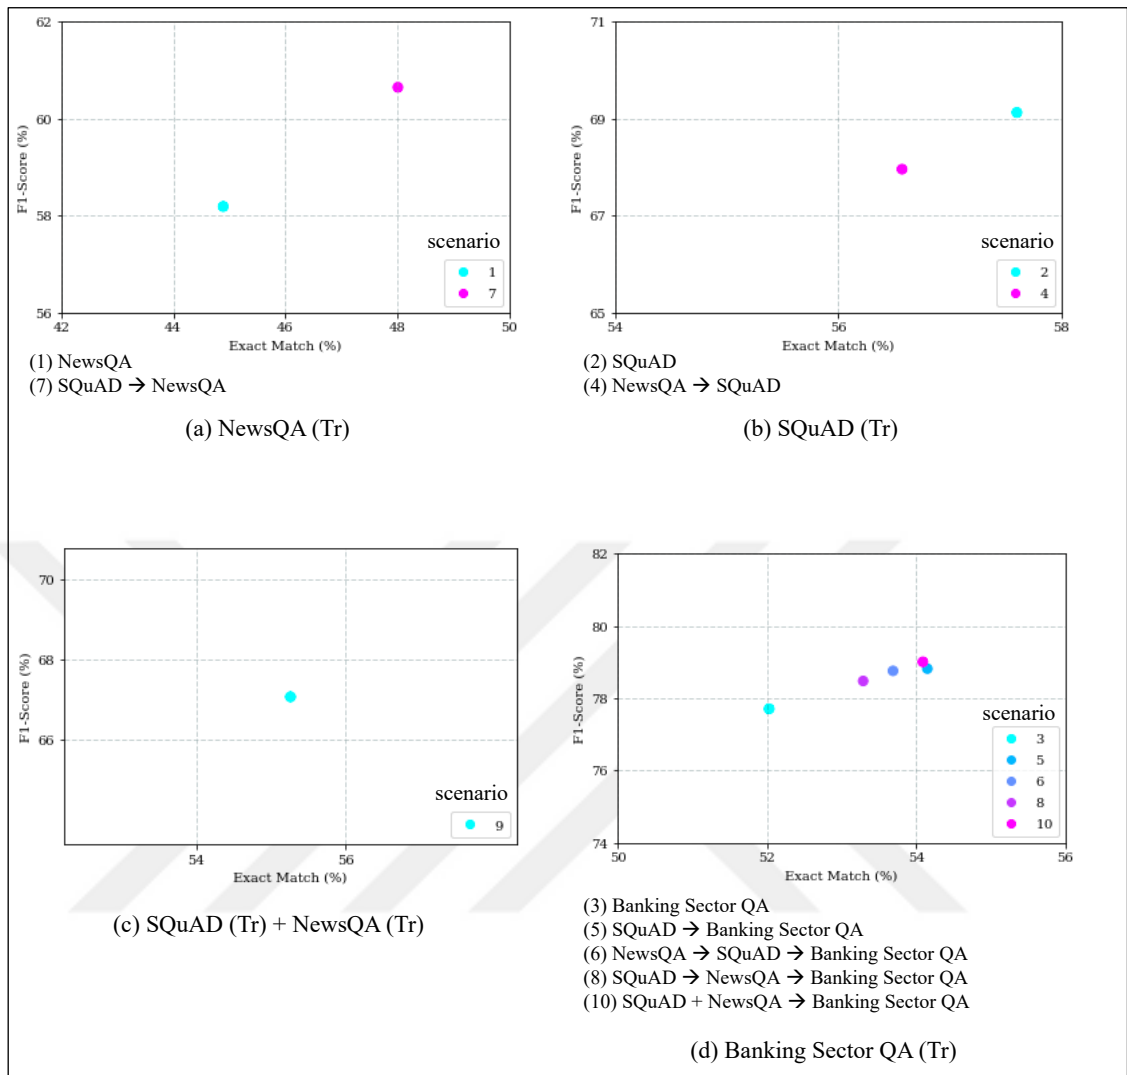 62
60
58
56
F1-Score (%)
42 44 46 48 50
Exact Match (%)
scenario
1
7
(1) NewsQA
(7) SQuAD → NewsQA
(a) NewsQA (Tr)
71
69
67
65
F1-Score (%)
54 56 58
Exact Match (%)
scenario
2
4
(2) SQuAD
(4) NewsQA → SQuAD
(b) SQuAD (Tr)
70
68
66
F1-Score (%)
54 56
Exact Match (%)
scenario
9
(c) SQuAD (Tr) + NewsQA (Tr)
82
80
78
76
74
F1-Score (%)
50 52 54 56
Exact Match (%)
scenario
3
5
6
8
10
(3) Banking Sector QA
(5) SQuAD → Banking Sector QA
(6) NewsQA → SQuAD → Banking Sector QA
(8) SQuAD → NewsQA → Banking Sector QA
(10) SQuAD + NewsQA → Banking Sector QA
(d) Banking Sector QA (Tr)